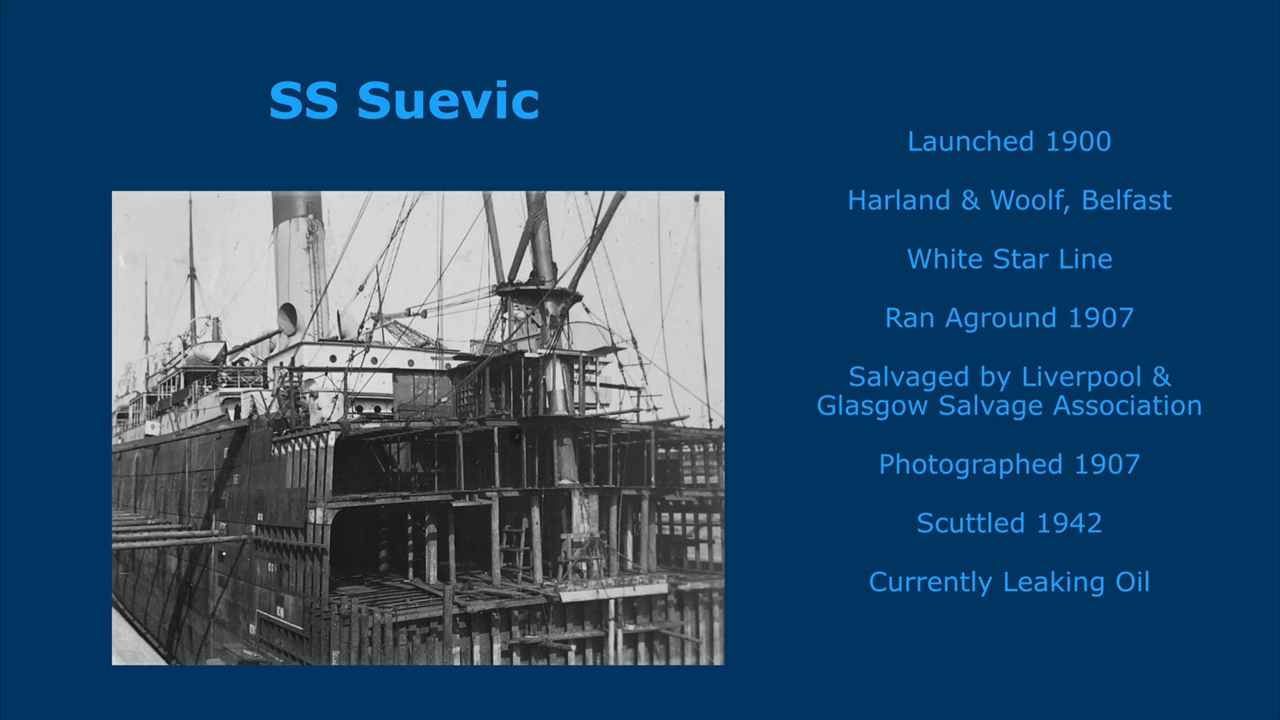 SS Suevic
Launched 1900
Harland & Woolf, Belfast
White Star Line
Ran Aground 1907
Salvaged by Liverpool &
Glasgow Salvage Association
Photographed 1907
Scuttled 1942
Currently Leaking Oil